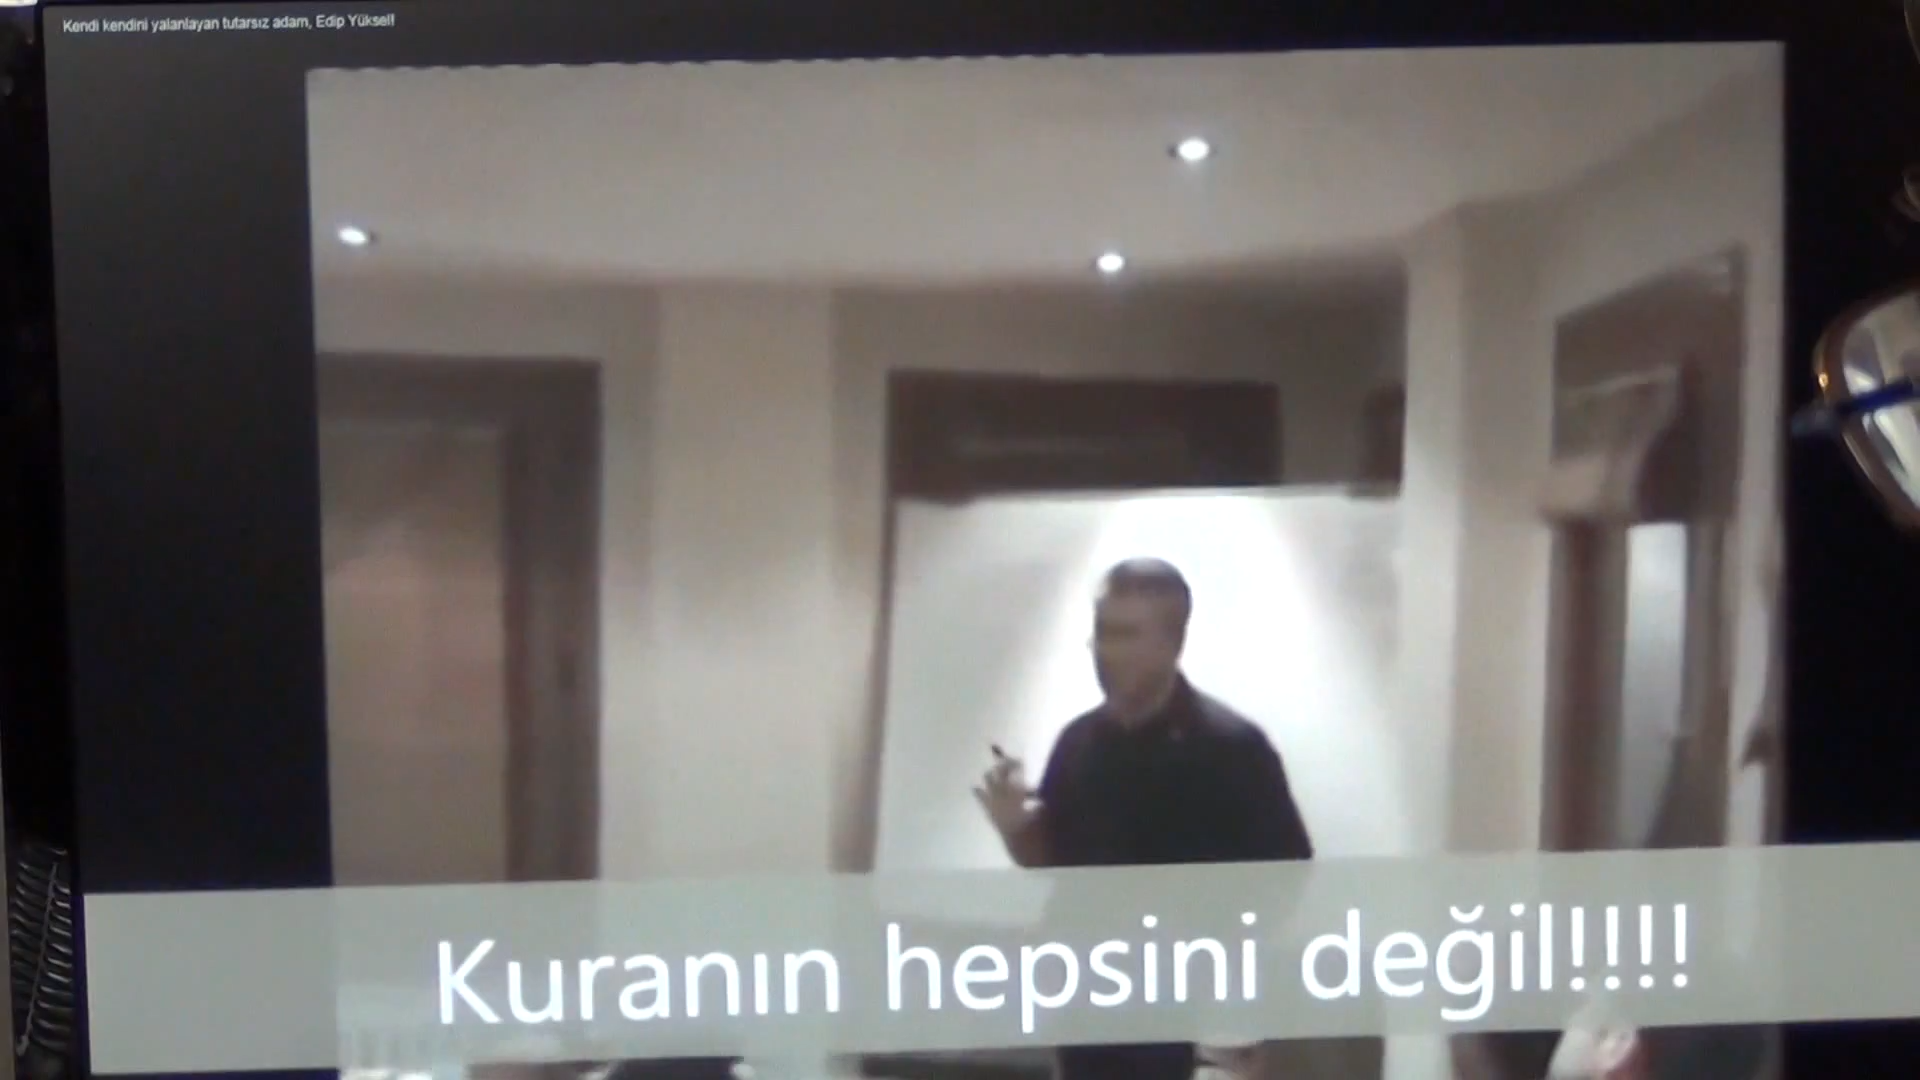 Kendi kendini yalanlayan tutarsız adam, Edip Yüksel!
Kuranın hepsini değil!!!!